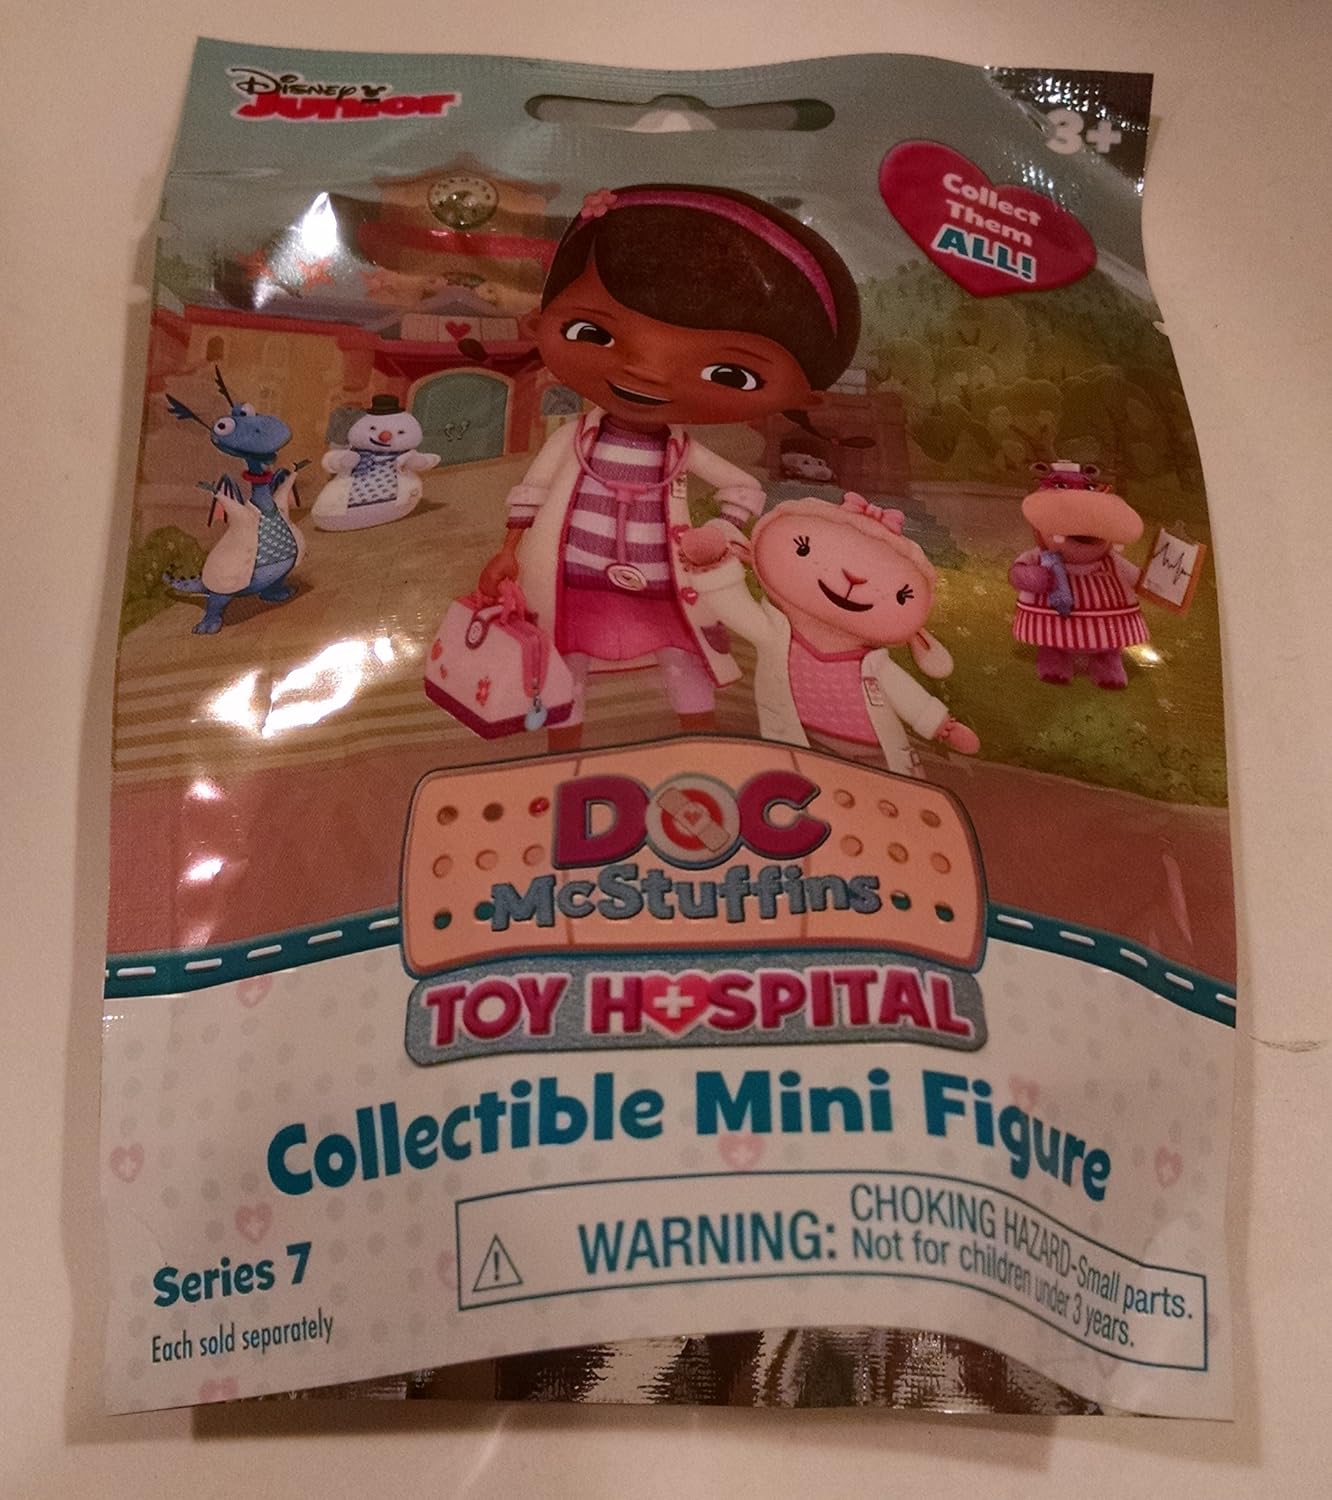 Disney
Junior
3+
Collect
Them
ALL!
DOC
McStuffins
TOY HOSPITAL
Collectible Mini Figure
Series 7
Each sold separately
WARNING: CHOKING HAZARD-Small parts.
Not for children under 3 years.